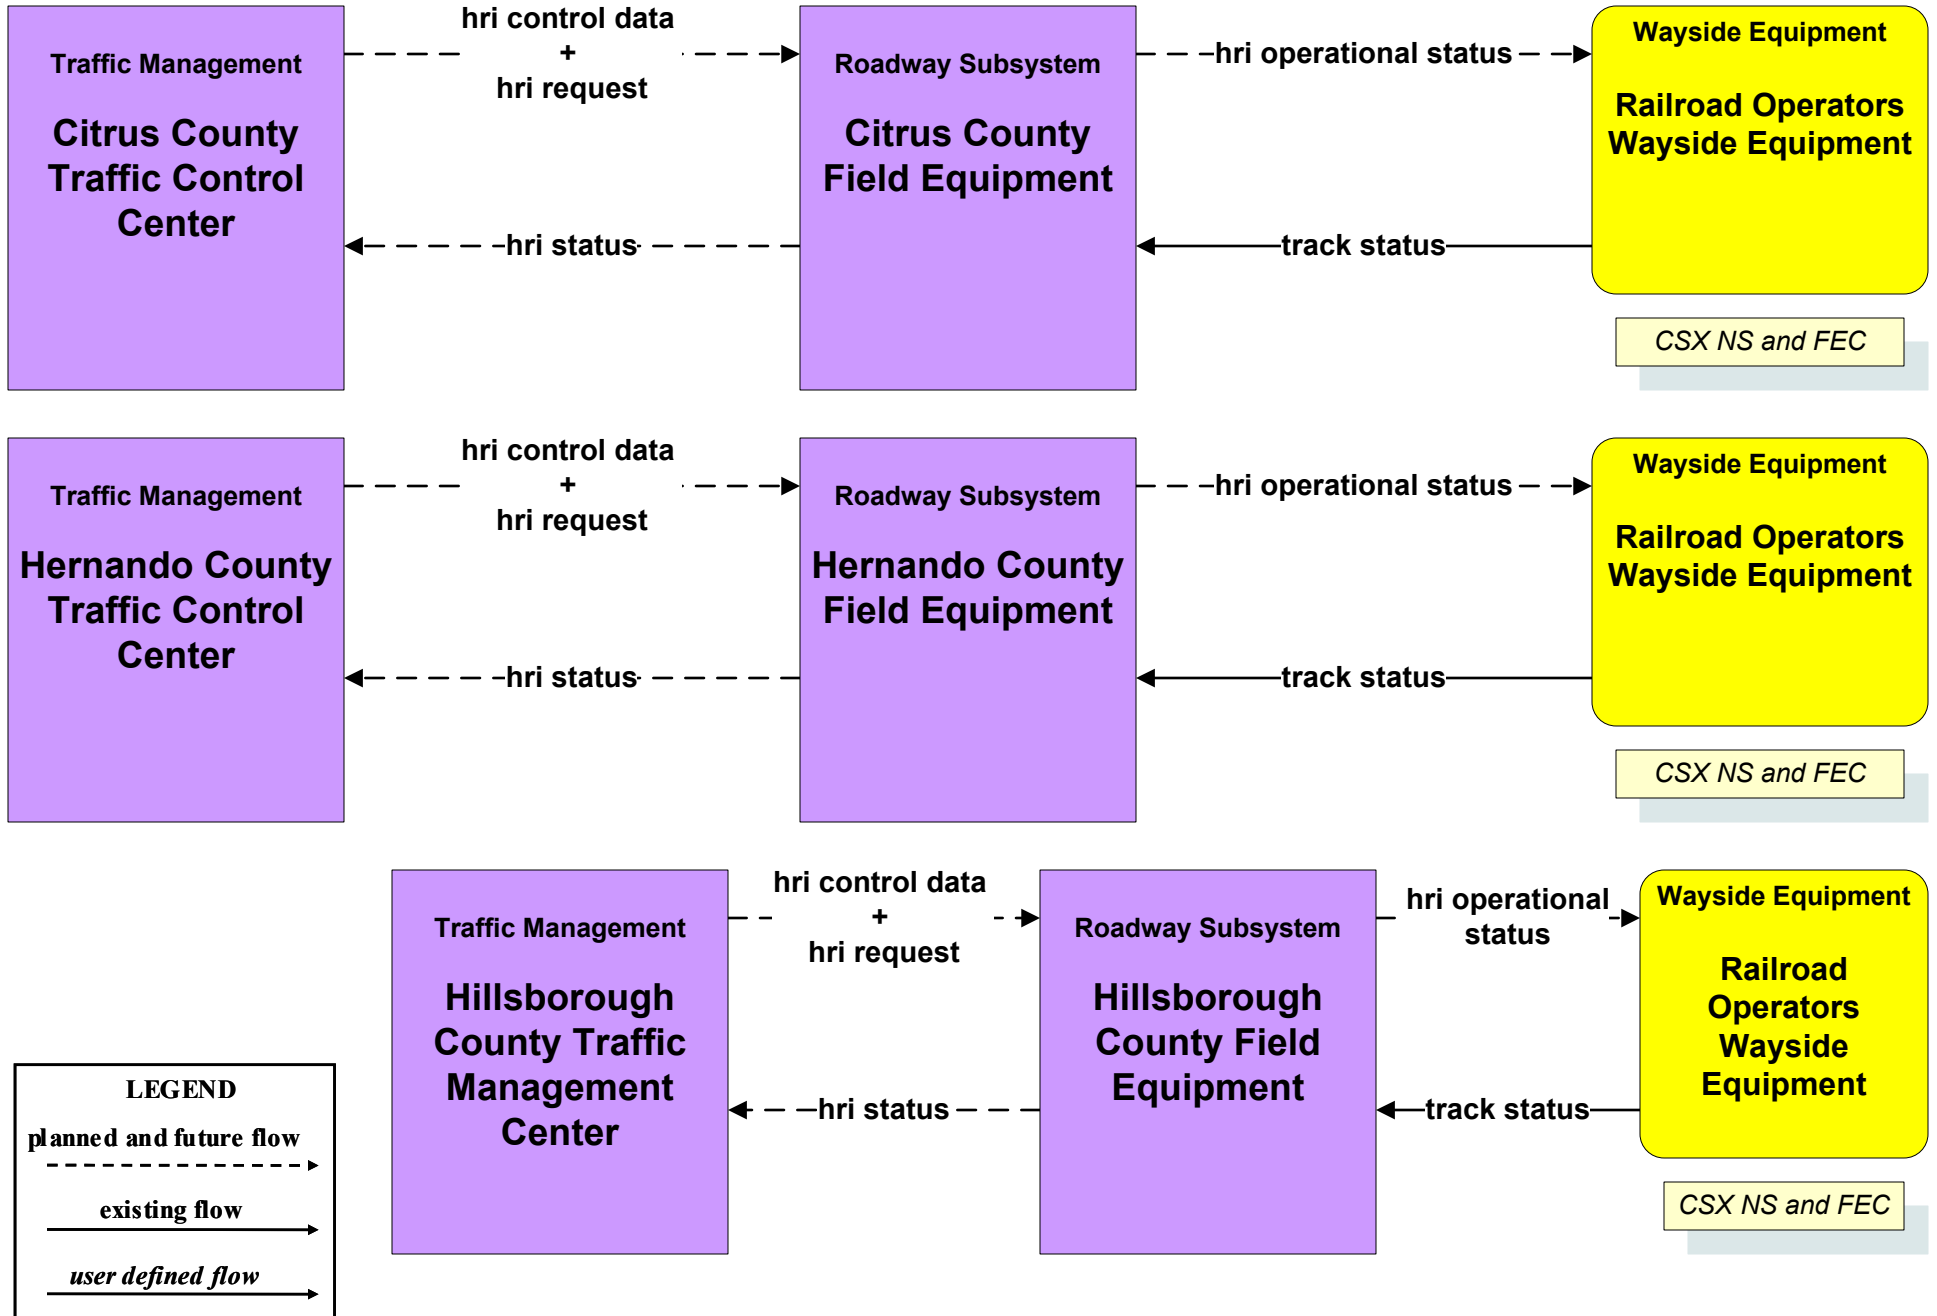 Traffic Management
Citrus County
Traffic Control
Center
hri control data
+
hri request
hri status
Roadway Subsystem
Citrus County
Field Equipment
hri operational status
track status
Wayside Equipment
Railroad Operators
Wayside Equipment
CSX NS and FEC
Traffic Management
Hernando County
Traffic Control
Center
hri control data
+
hri request
hri status
Roadway Subsystem
Hernando County
Field Equipment
hri operational status
track status
Wayside Equipment
Railroad Operators
Wayside Equipment
CSX NS and FEC
Traffic Management
Hillsborough
County Traffic
Management
Center
hri control data
+
hri request
hri status
Roadway Subsystem
Hillsborough
County Field
Equipment
hri operational
status
track status
Wayside Equipment
Railroad
Operators
Wayside
Equipment
CSX NS and FEC
LEGEND
planned and future flow
existing flow
user defined flow